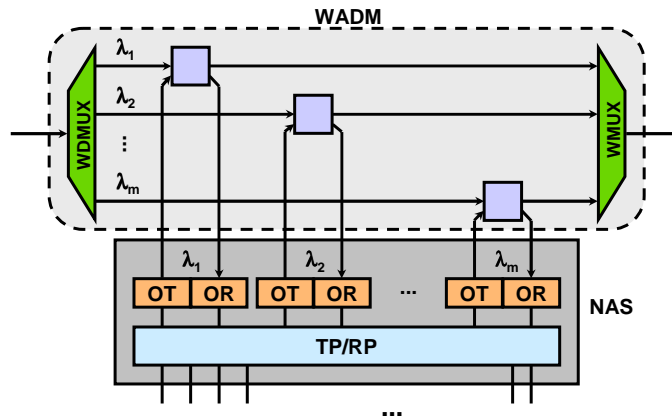 WADM
λ1
WDMUX
λ2
...
λm
WMUX
λ1 λ2 λm
OT OR OT OR ... OT OR
NAS
TP/RP
...